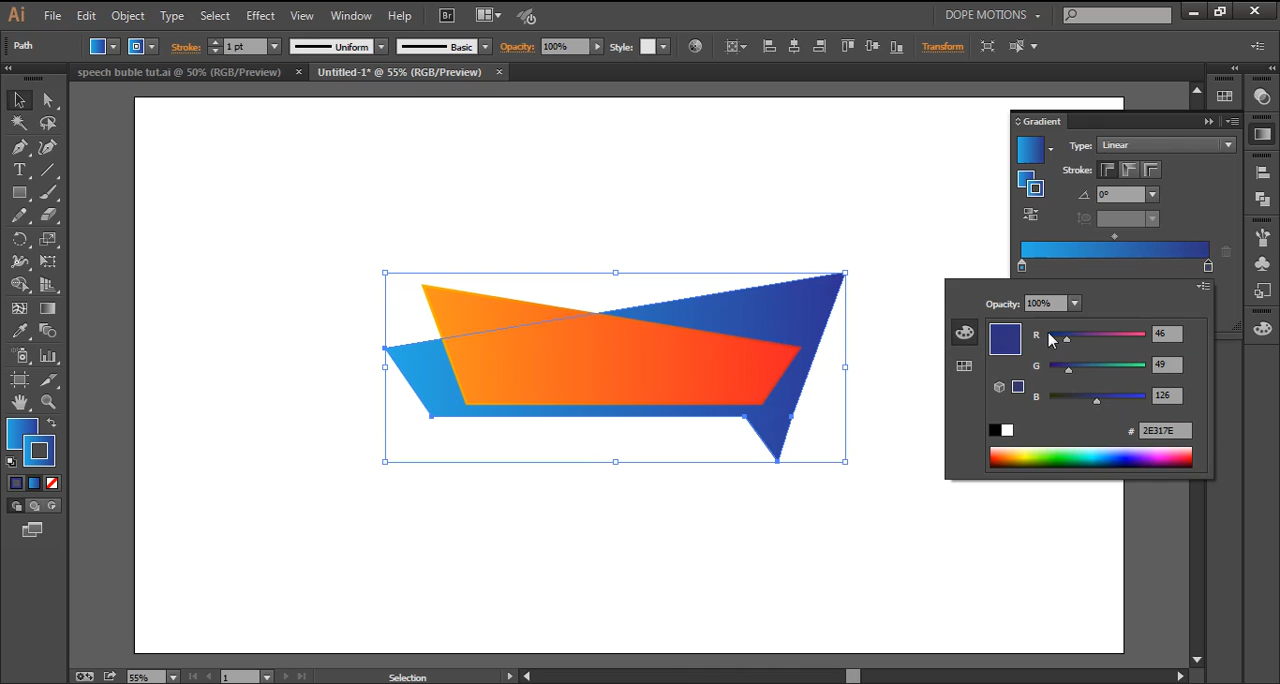 Ai File Edit Object Type Select Effect View Window Help Br DOPE MOTIONS
Path Stroke: 1 pt Uniform Basic Opacity: 100% Style: Transform
speech buble tut.ai @ 50% (RGB/Preview) × Untitled-1* @ 55% (RGB/Preview) ×
Gradient
Type: Linear
Stroke:
0°
Opacity: 100%
R 46
G 49
B 126
# 2E317E
T
55% 1 Selection